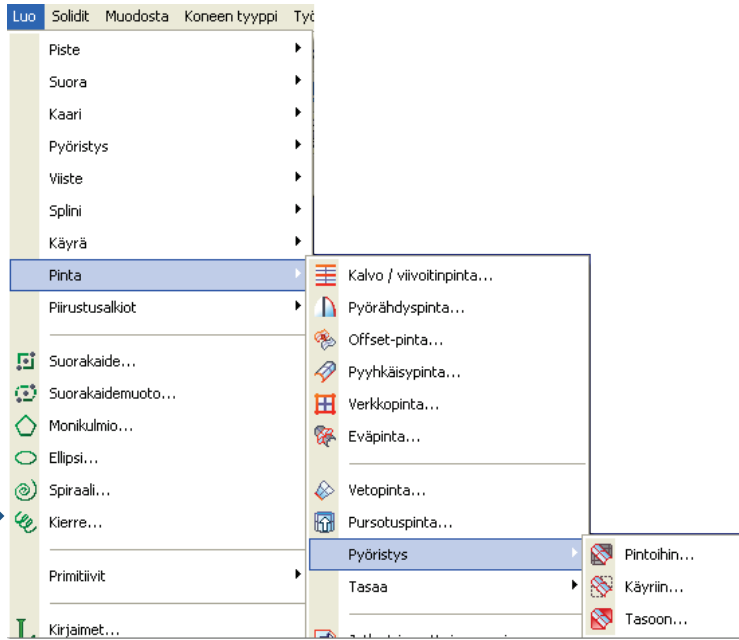 Luo Solidit Muodosta Koneen tyyppi
Piste
Suora
Kaari
Pyöristys
Viiste
Splini
Käyrä
Pinta
Piirustusalkiot
Suorakaide...
Suorakaidemuoto...
Monikulmio...
Ellipsi...
Spiraali...
Kierre...
Primitiivit
Kirjaimet...
Kalvo / viivoitinpinta...
Pyörähdyspinta...
Offset-pinta...
Pyyhkäisypinta...
Verkkopinta...
Eväpinta...
Vetopinta...
Pursotuspinta...
Pyöristys
Tasaa
Pintoihin...
Käyriin...
Tasoon...